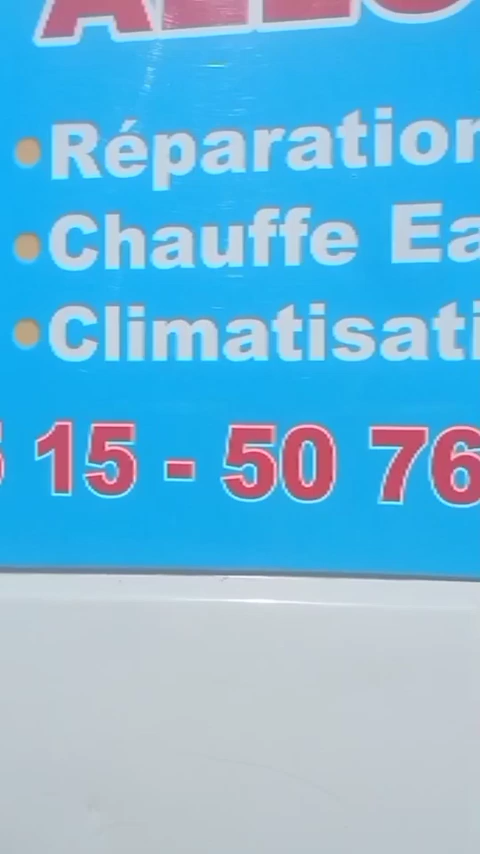 •Réparation
•Chauffe Ea
•Climatisati
15 - 50 76